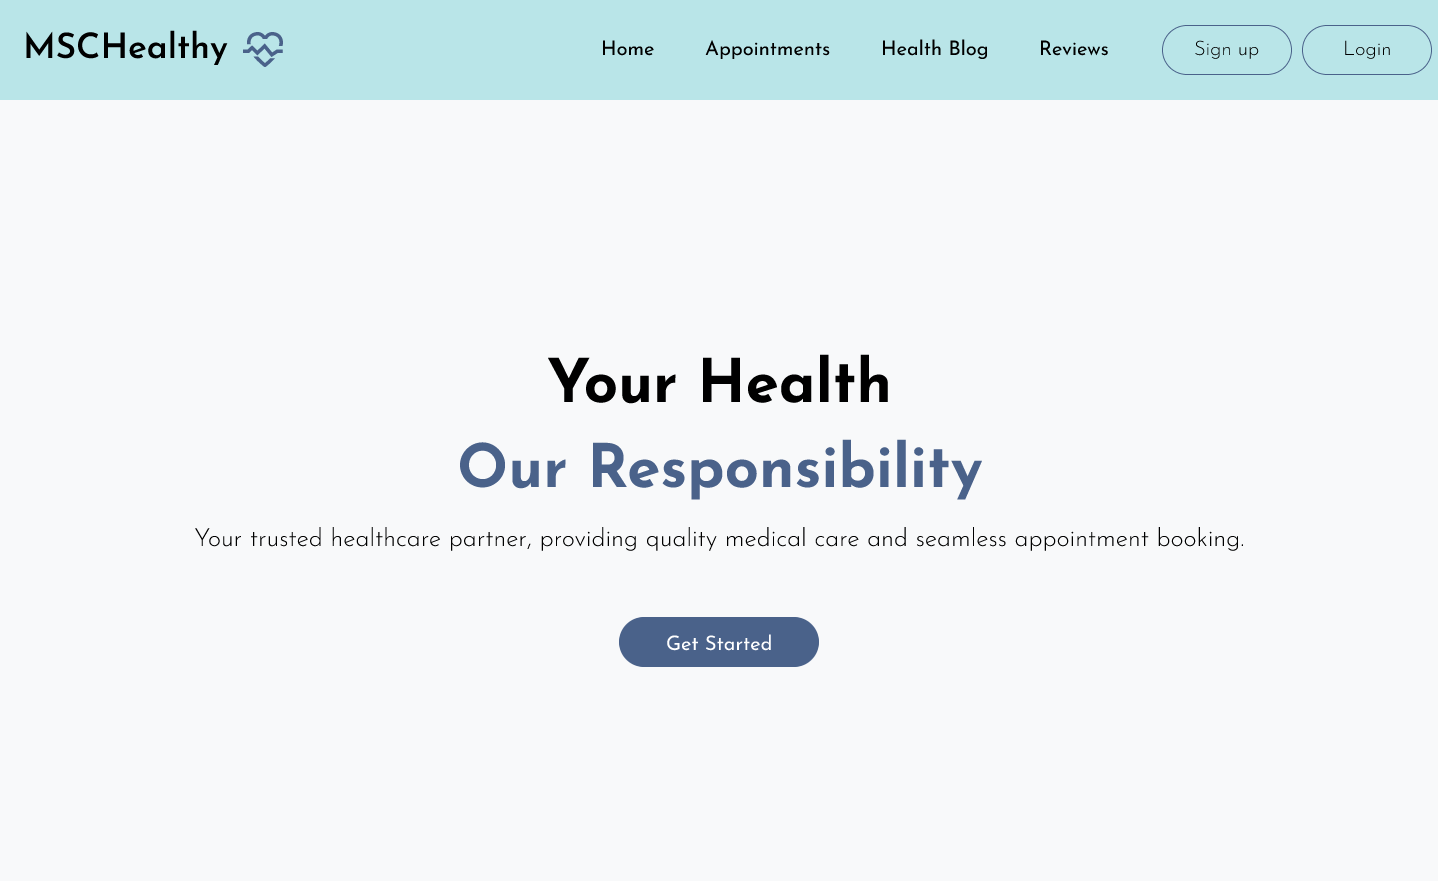 MSCHealthy
Home Appointments Health Blog Reviews Sign up Login
Your Health
Our Responsibility
Your trusted healthcare partner, providing quality medical care and seamless appointment booking.
Get Started